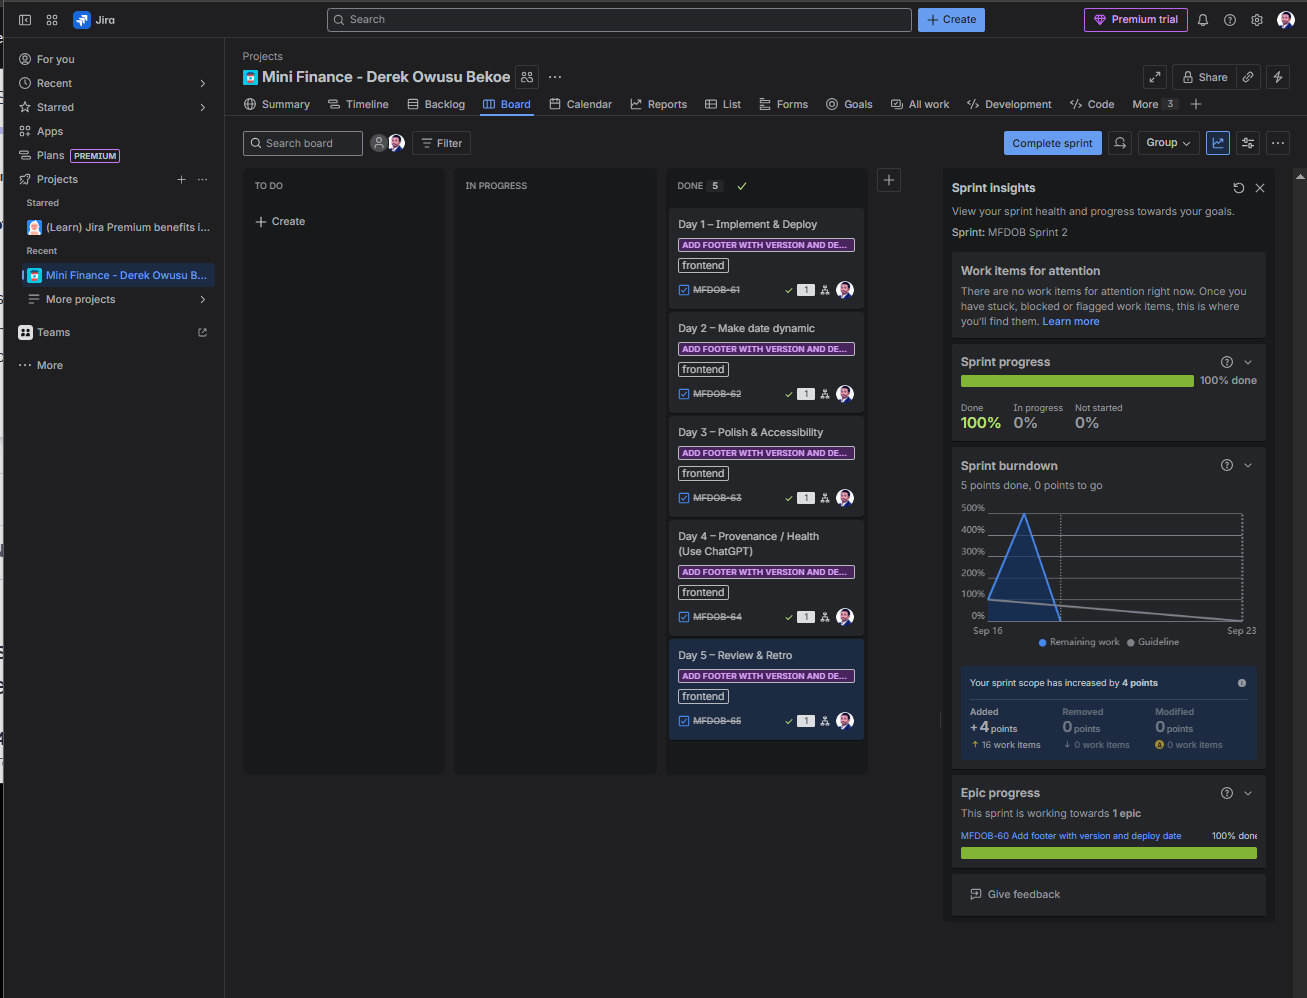 Jira
Search
Create
Premium trial
For you
Recent
Starred
Apps
Plans PREMIUM
Projects
Starred
(Learn) Jira Premium benefits i...
Recent
Mini Finance - Derek Owusu B...
More projects
Teams
More
Projects
Mini Finance - Derek Owusu Bekoe
Share
Summary Timeline Backlog Board Calendar Reports List Forms Goals All work Development Code More 3
Search board
Filter
Complete sprint
Group
TO DO
Create
IN PROGRESS
DONE 5
Day 1 – Implement & Deploy
ADD FOOTER WITH VERSION AND DE...
frontend
MFDOB-61 1
Day 2 – Make date dynamic
ADD FOOTER WITH VERSION AND DE...
frontend
MFDOB-62 1
Day 3 – Polish & Accessibility
ADD FOOTER WITH VERSION AND DE...
frontend
MFDOB-63 1
Day 4 – Provenance / Health
(Use ChatGPT)
ADD FOOTER WITH VERSION AND DE...
frontend
MFDOB-64 1
Day 5 – Review & Retro
ADD FOOTER WITH VERSION AND DE...
frontend
MFDOB-65 1
Sprint insights
View your sprint health and progress towards your goals.
Sprint: MFDOB Sprint 2
Work items for attention
There are no work items for attention right now. Once you
have stuck, blocked or flagged work items, this is where
you'll find them. Learn more
Sprint progress
100% done
Done In progress Not started
100% 0% 0%
Sprint burndown
5 points done, 0 points to go
500%
400%
300%
200%
100%
0%
Sep 16 Sep 23
Remaining work Guideline
Your sprint scope has increased by 4 points
Added Removed Modified
+4 points 0 points 0 points
16 work items 0 work items 0 work items
Epic progress
This sprint is working towards 1 epic
MFDOB-60 Add footer with version and deploy date 100% done
Give feedback